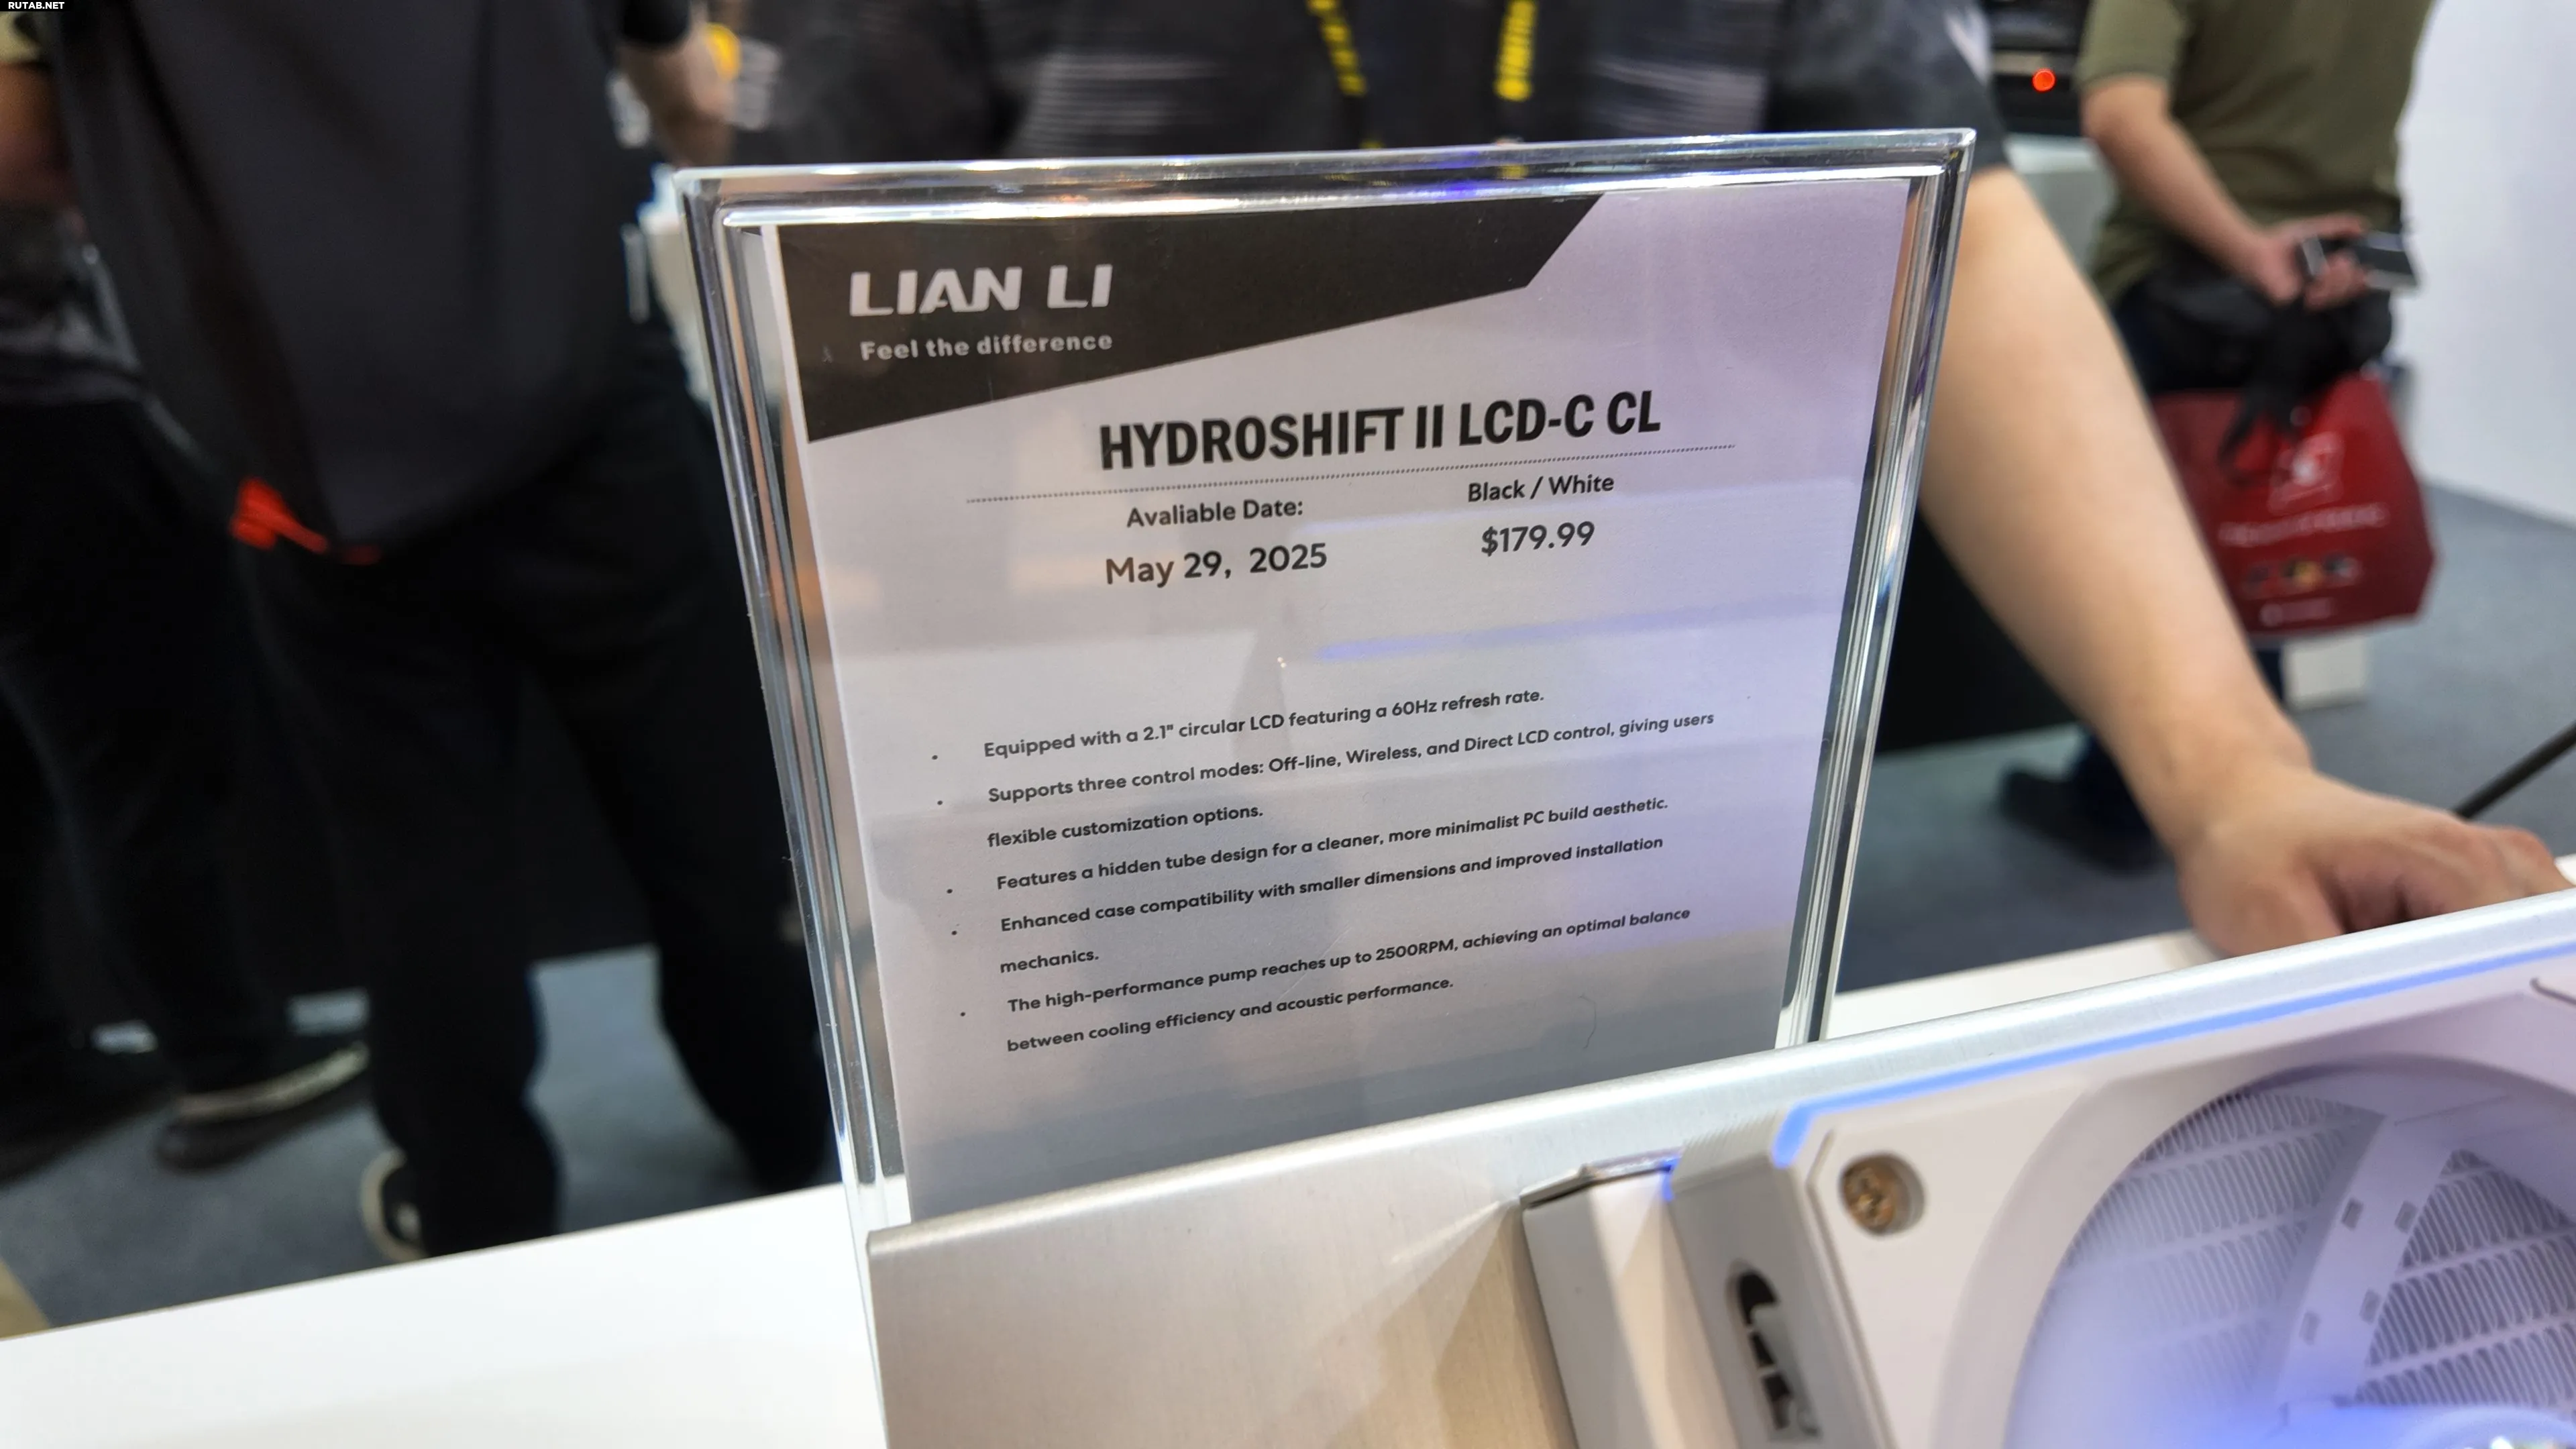 RUTAB.NET
LIAN LI
Feel the difference
HYDROSHIFT II LCD-C CL
Avaliable Date:
Black / White
May 29, 2025
$179.99
• Equipped with a 2.1" circular LCD featuring a 60Hz refresh rate.
• Supports three control modes: Off-line, Wireless, and Direct LCD control, giving users
flexible customization options.
• Features a hidden tube design for a cleaner, more minimalist PC build aesthetic.
• Enhanced case compatibility with smaller dimensions and improved installation
mechanics.
• The high-performance pump reaches up to 2500RPM, achieving an optimal balance
between cooling efficiency and acoustic performance.